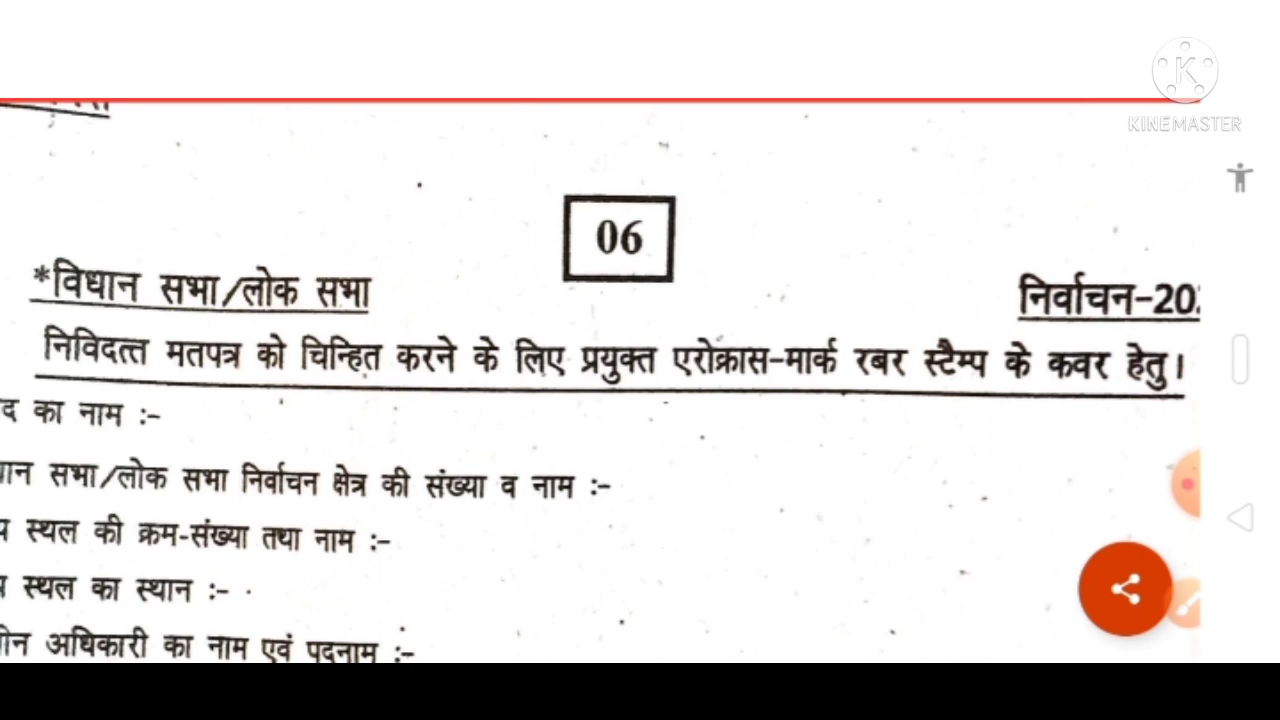 KINEMASTER
06
*विधान सभा/लोक सभा
निर्वाचन-20
निविदत्त मतपत्र को चिन्हित करने के लिए प्रयुक्त एरोक्रास-मार्क रबर स्टैम्प के कवर हेतु।
का नाम :-
सभा/लोक सभा निर्वाचन क्षेत्र की संख्या व नाम :-
स्थल की क्रम-संख्या तथा नाम :-
स्थल का स्थान :-
अधिकारी का नाम एवं पदनाम :-